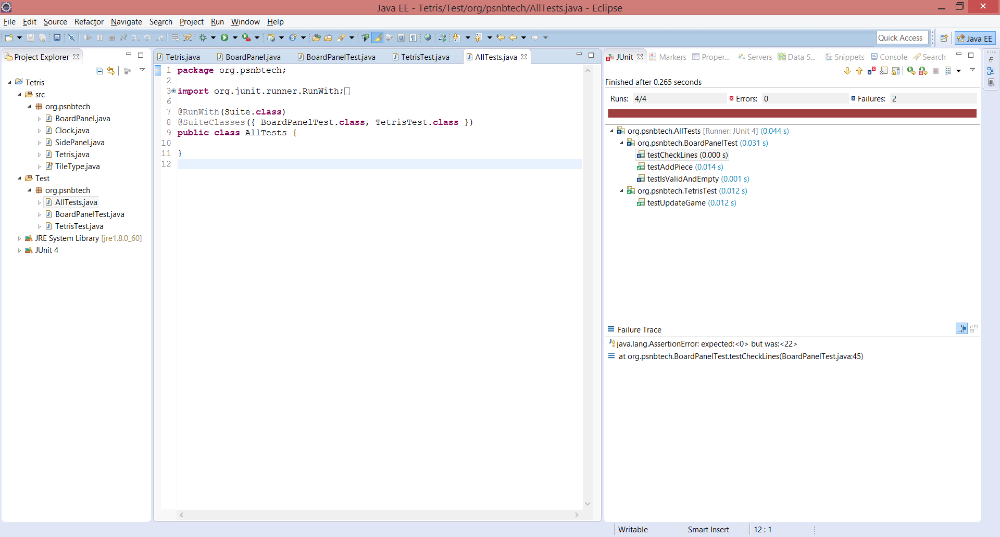 Java EE - Tetris/Test/org/psnbtech/AllTests.java - Eclipse
File Edit Source Refactor Navigate Search Project Run Window Help
Quick Access
Java EE
Project Explorer
Tetris
src
org.psnbtech
BoardPanel.java
Clock.java
SidePanel.java
Tetris.java
TileType.java
Test
org.psnbtech
AllTests.java
BoardPanelTest.java
TetrisTest.java
JRE System Library [jre1.8.0_60]
JUnit 4
Tetris.java BoardPanel.java BoardPanelTest.java TetrisTest.java AllTests.java
1 package org.psnbtech;
2
3 import org.junit.runner.RunWith;
6
7 @RunWith(Suite.class)
8 @SuiteClasses({ BoardPanelTest.class, TetrisTest.class })
9 public class AllTests {
10
11 }
12
JUnit Markers Proper... Servers Data S... Snippets Console Search
Finished after 0.265 seconds
Runs: 4/4 Errors: 0 Failures: 2
org.psnbtech.AllTests [Runner: JUnit 4] (0.044 s)
org.psnbtech.BoardPanelTest (0.031 s)
testCheckLines (0.000 s)
testAddPiece (0.014 s)
testIsValidAndEmpty (0.001 s)
org.psnbtech.TetrisTest (0.012 s)
testUpdateGame (0.012 s)
Failure Trace
java.lang.AssertionError: expected:<0> but was:<22>
at org.psnbtech.BoardPanelTest.testCheckLines(BoardPanelTest.java:45)
Writable Smart Insert 12 : 1